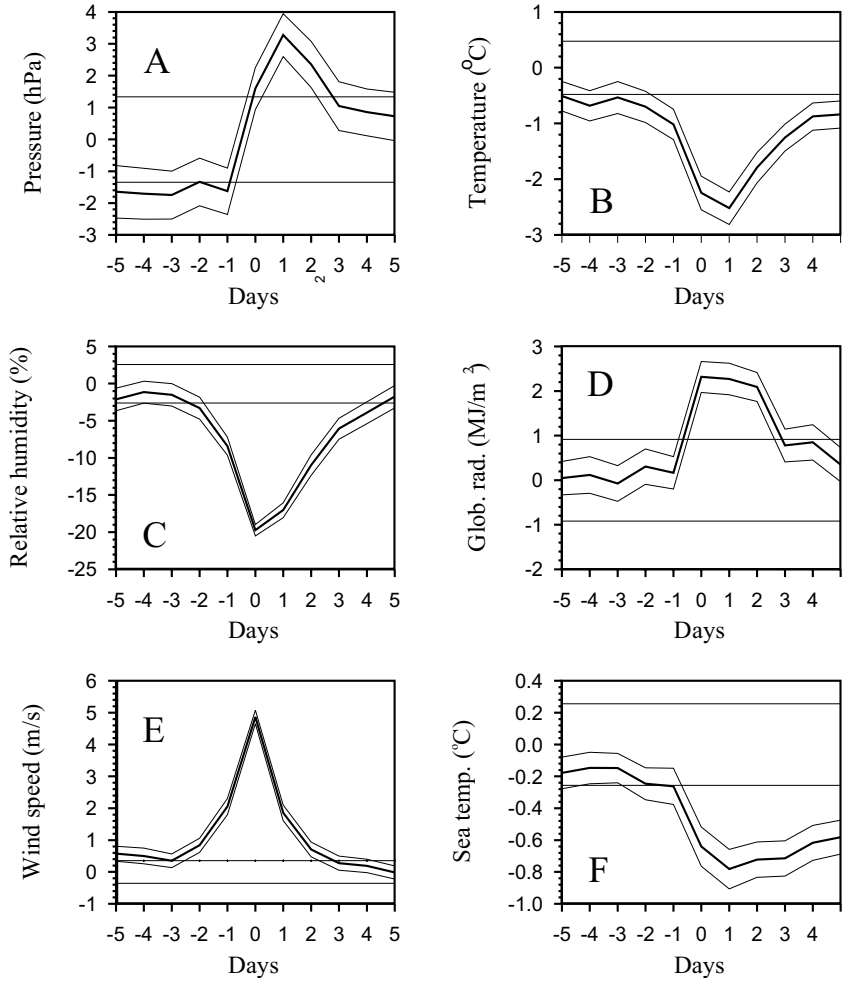 4
3
2
1
0
-1
-2
-3
A
Pressure (hPa)
-5 -4 -3 -2 -1 0 1 2 3 4 5
2
Days
1
0
-1
-2
-3
B
Temperature (°C)
-5 -4 -3 -2 -1 0 1 2 3 4
Days
5
0
-5
-10
-15
-20
-25
C
Relative humidity (%)
-5 -4 -3 -2 -1 0 1 2 3 4 5
Days
3
2
1
0
-1
-2
D
Glob. rad. (MJ/m²)
-5 -4 -3 -2 -1 0 1 2 3 4
Days
6
5
4
3
2
1
0
-1
E
Wind speed (m/s)
-5 -4 -3 -2 -1 0 1 2 3 4 5
Days
0.4
0.2
0.0
-0.2
-0.4
-0.6
-0.8
-1.0
F
Sea temp. (°C)
-5 -4 -3 -2 -1 0 1 2 3 4
Days